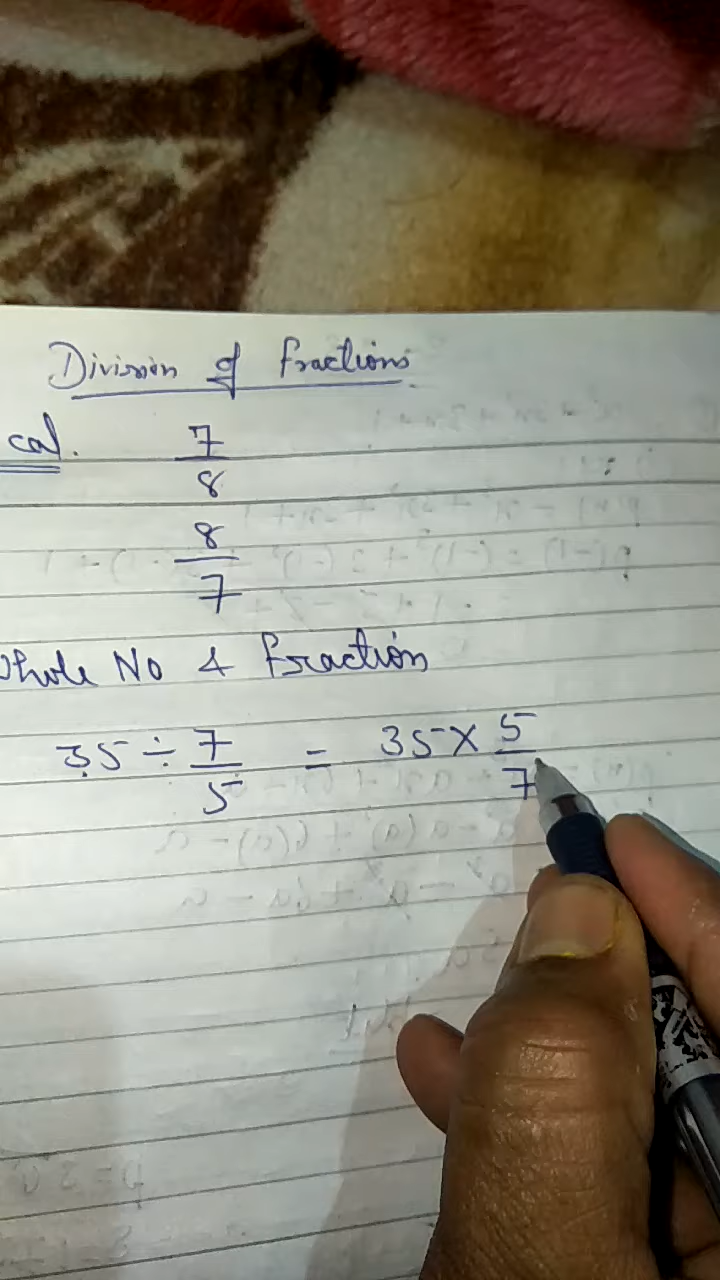 Division of fractions.
cal. 7/8
8/7
Whole No & fraction
35 ÷ 7/5 = 35 × 5/7